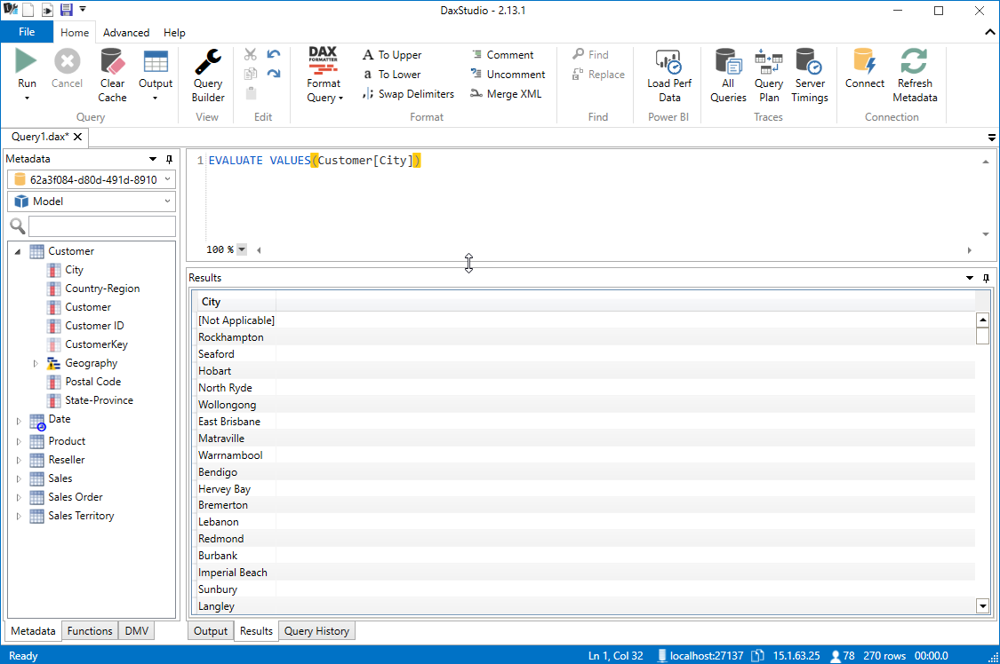 DaxStudio - 2.13.1
File Home Advanced Help
Run Cancel Clear Cache Output
Query
Query Builder
View
Edit
DAX FORMATTER
Format Query
To Upper
To Lower
Swap Delimiters
Comment
Uncomment
Merge XML
Format
Find
Replace
Find
Load Perf Data
Power BI
All Queries Query Plan Server Timings
Traces
Connect Refresh Metadata
Connection
Query1.dax*
Metadata
62a3f084-d80d-491d-8910
Model
Customer
City
Country-Region
Customer
Customer ID
CustomerKey
Geography
Postal Code
State-Province
Date
Product
Reseller
Sales
Sales Order
Sales Territory
Metadata Functions DMV
1 EVALUATE VALUES(Customer[City])
100 %
Results
City
[Not Applicable]
Rockhampton
Seaford
Hobart
North Ryde
Wollongong
East Brisbane
Matraville
Warrnambool
Bendigo
Hervey Bay
Bremerton
Lebanon
Redmond
Burbank
Imperial Beach
Sunbury
Langley
Output Results Query History
Ready Ln 1, Col 32 localhost:27137 15.1.63.25 78 270 rows 00:00.0